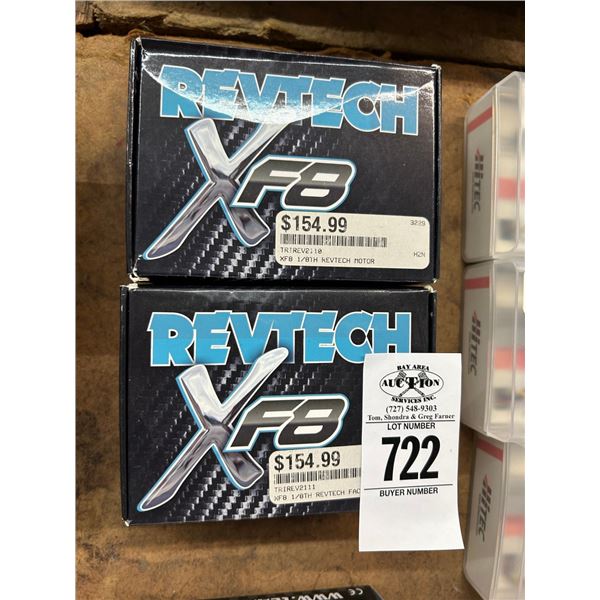 REVTECH
XF8
$154.99
3229
TRIREV2110
H2N
XF8 1/8TH REVTECH MOTOR
REVTECH
XF8
$154.99
TRIREV2111
XF8 1/8TH REVTECH FAC
BAY AREA
AUCTION
SERVICES INC.
(727) 548-9303
Tom, Shondra & Greg Farner
LOT NUMBER
722
BUYER NUMBER
HITEC
HITEC
HITEC
www.